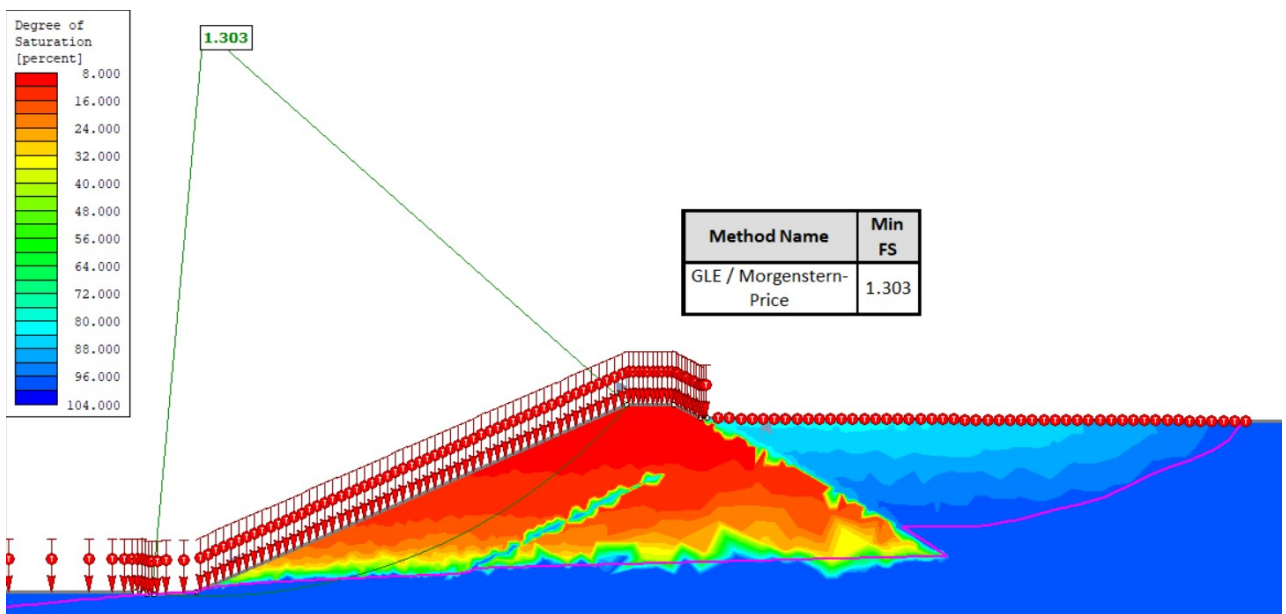 Degree of
Saturation
[percent]
8.000
16.000
24.000
32.000
40.000
48.000
56.000
64.000
72.000
80.000
88.000
96.000
104.000
1.303
Method Name Min
FS
GLE / Morgenstern-
Price 1.303